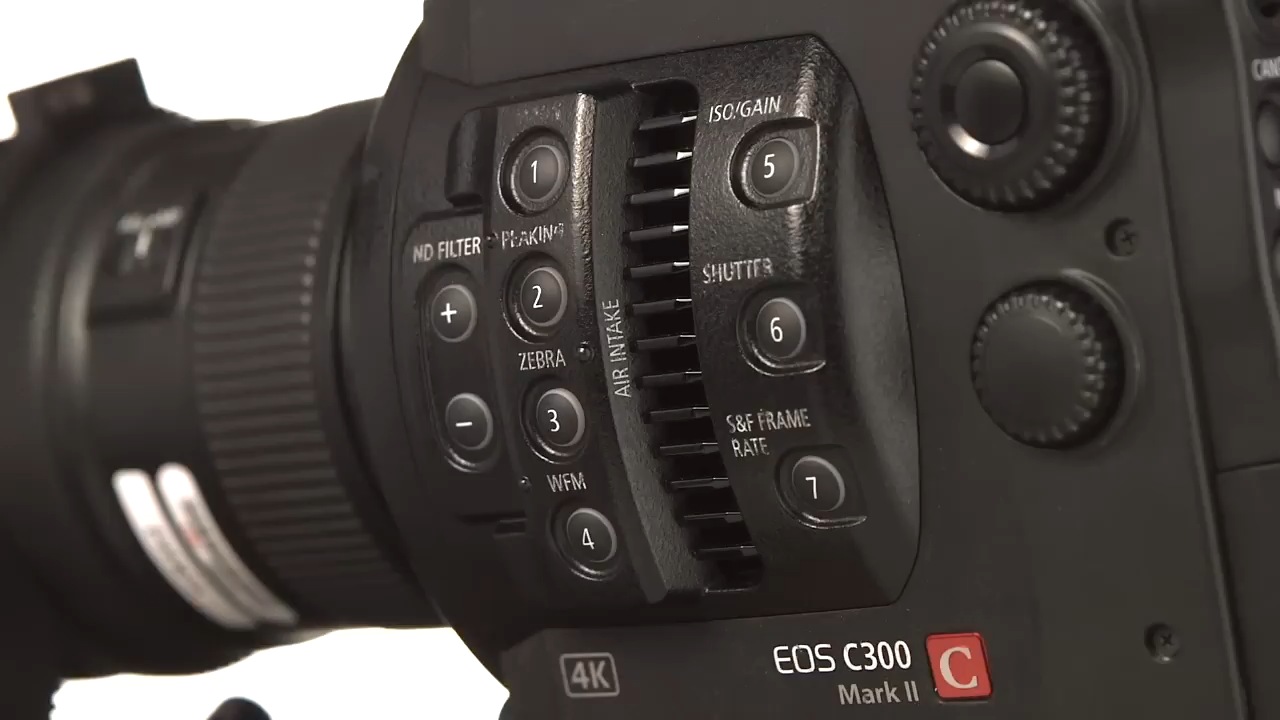 1
ND FILTER
PEAKING
+
2
ZEBRA
-
3
WFM
4
AIR INTAKE
ISO/GAIN
5
SHUTTER
6
S&F FRAME
RATE
7
4K
EOS C300
Mark II
C